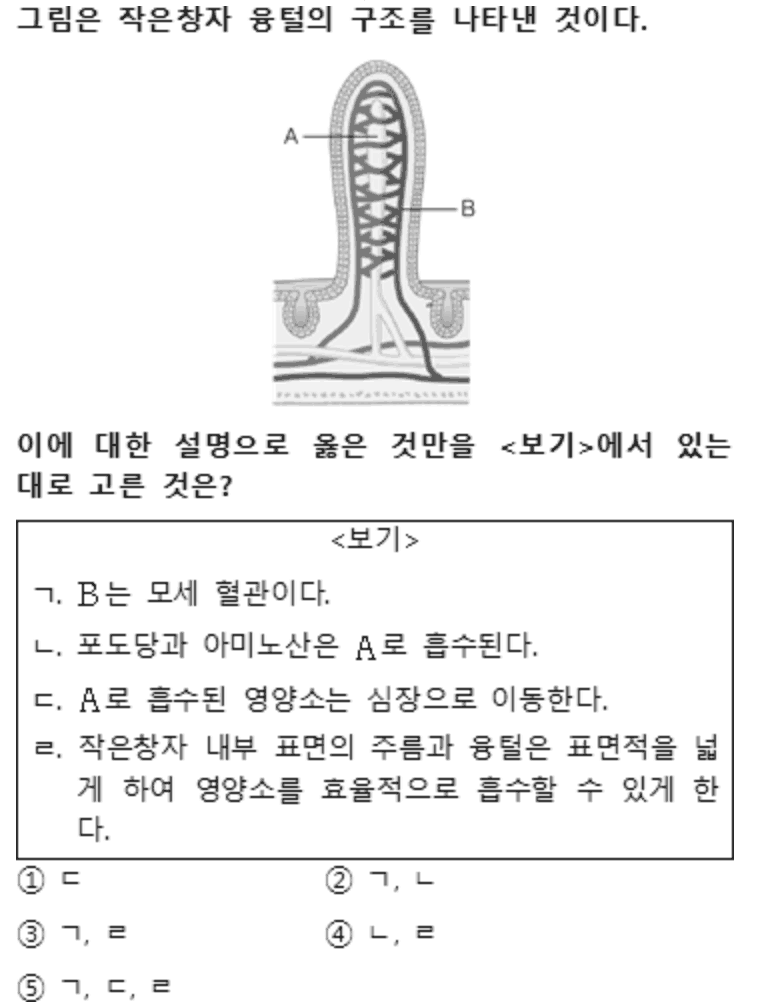 그림은 작은창자 융털의 구조를 나타낸 것이다.
A
B
이에 대한 설명으로 옳은 것만을 <보기>에서 있는
대로 고른 것은?
<보기>
ㄱ. B는 모세 혈관이다.
ㄴ. 포도당과 아미노산은 A로 흡수된다.
ㄷ. A로 흡수된 영양소는 심장으로 이동한다.
ㄹ. 작은창자 내부 표면의 주름과 융털은 표면적을 넓
게 하여 영양소를 효율적으로 흡수할 수 있게 한
다.
① ㄷ ② ㄱ, ㄴ
③ ㄱ, ㄹ ④ ㄴ, ㄹ
⑤ ㄱ, ㄷ, ㄹ